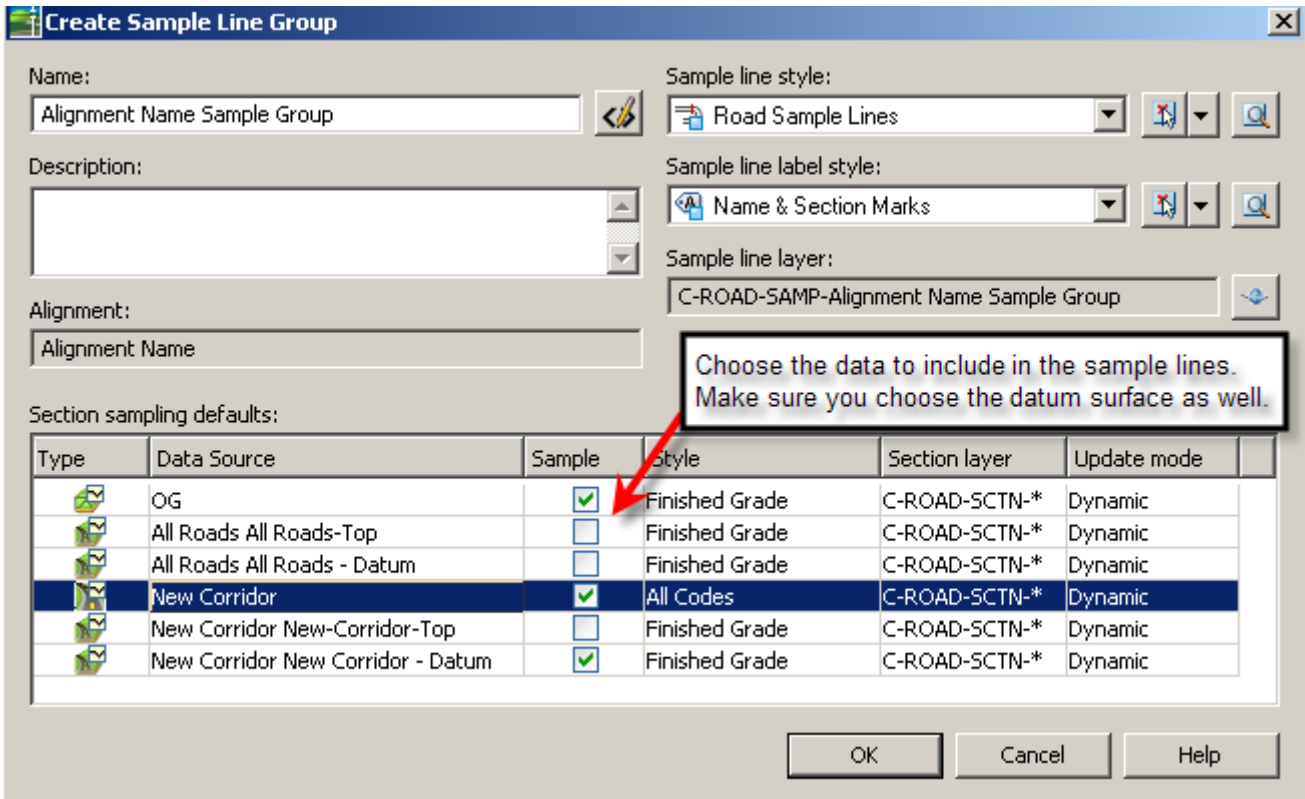 Create Sample Line Group
Name:
Alignment Name Sample Group
Description:
Alignment:
Alignment Name
Sample line style:
Road Sample Lines
Sample line label style:
Name & Section Marks
Sample line layer:
C-ROAD-SAMP-Alignment Name Sample Group
Choose the data to include in the sample lines.
Make sure you choose the datum surface as well.
Section sampling defaults:
Type Data Source Sample Style Section layer Update mode
OG Finished Grade C-ROAD-SCTN-* Dynamic
All Roads All Roads-Top Finished Grade C-ROAD-SCTN-* Dynamic
All Roads All Roads - Datum Finished Grade C-ROAD-SCTN-* Dynamic
New Corridor All Codes C-ROAD-SCTN-* Dynamic
New Corridor New-Corridor-Top Finished Grade C-ROAD-SCTN-* Dynamic
New Corridor New Corridor - Datum Finished Grade C-ROAD-SCTN-* Dynamic
OK Cancel Help